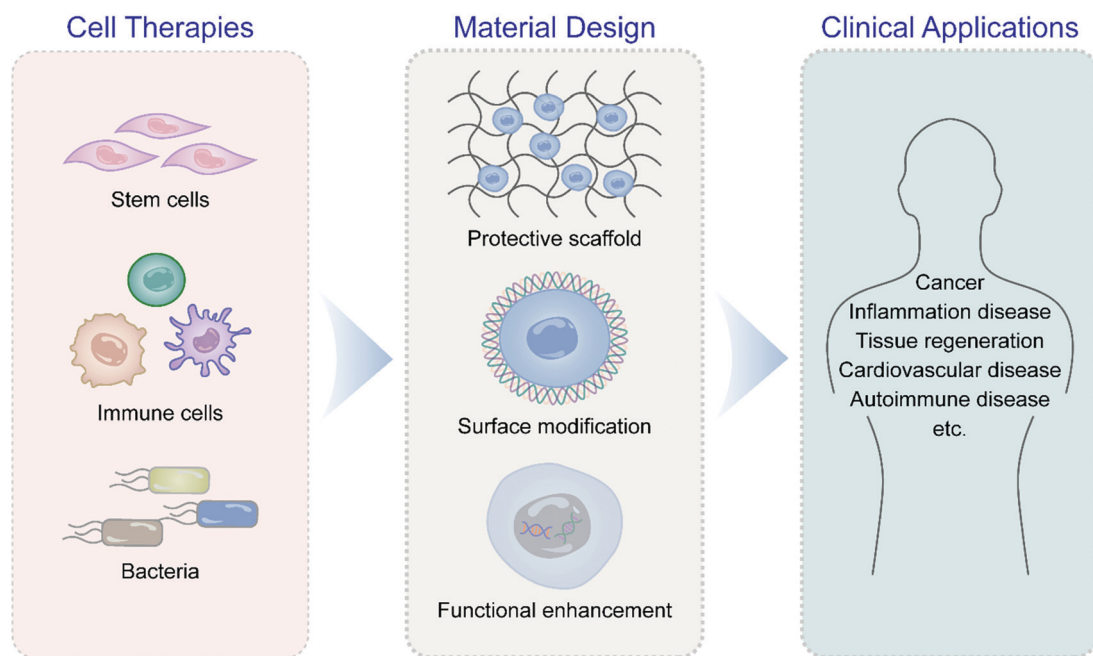 Cell Therapies
Stem cells
Immune cells
Bacteria
Material Design
Protective scaffold
Surface modification
Functional enhancement
Clinical Applications
Cancer
Inflammation disease
Tissue regeneration
Cardiovascular disease
Autoimmune disease
etc.